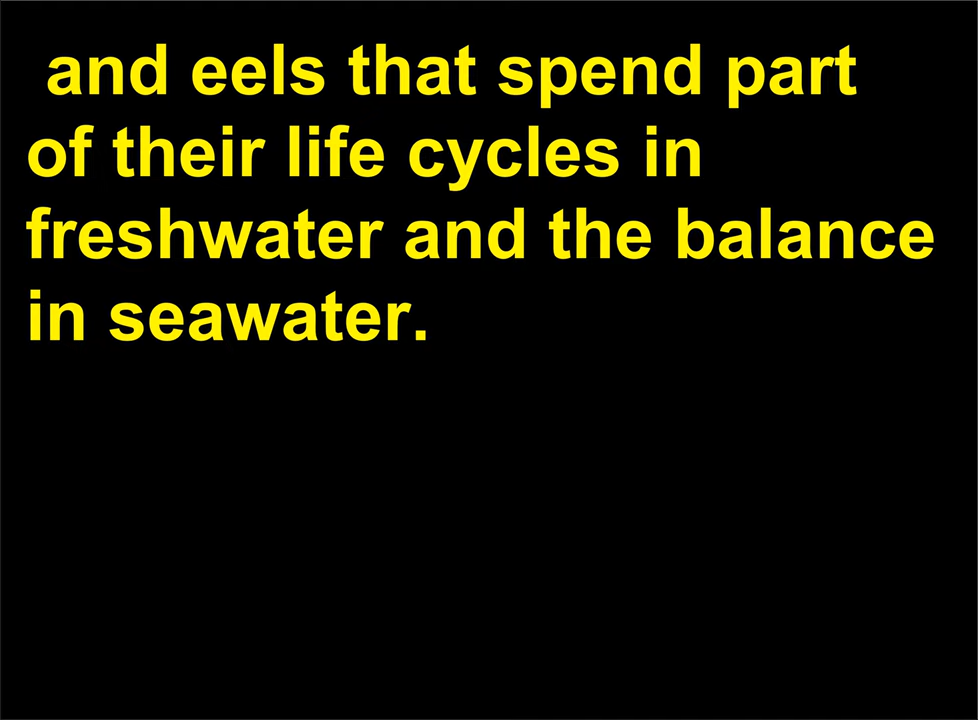 and eels that spend part
of their life cycles in
freshwater and the balance
in seawater.